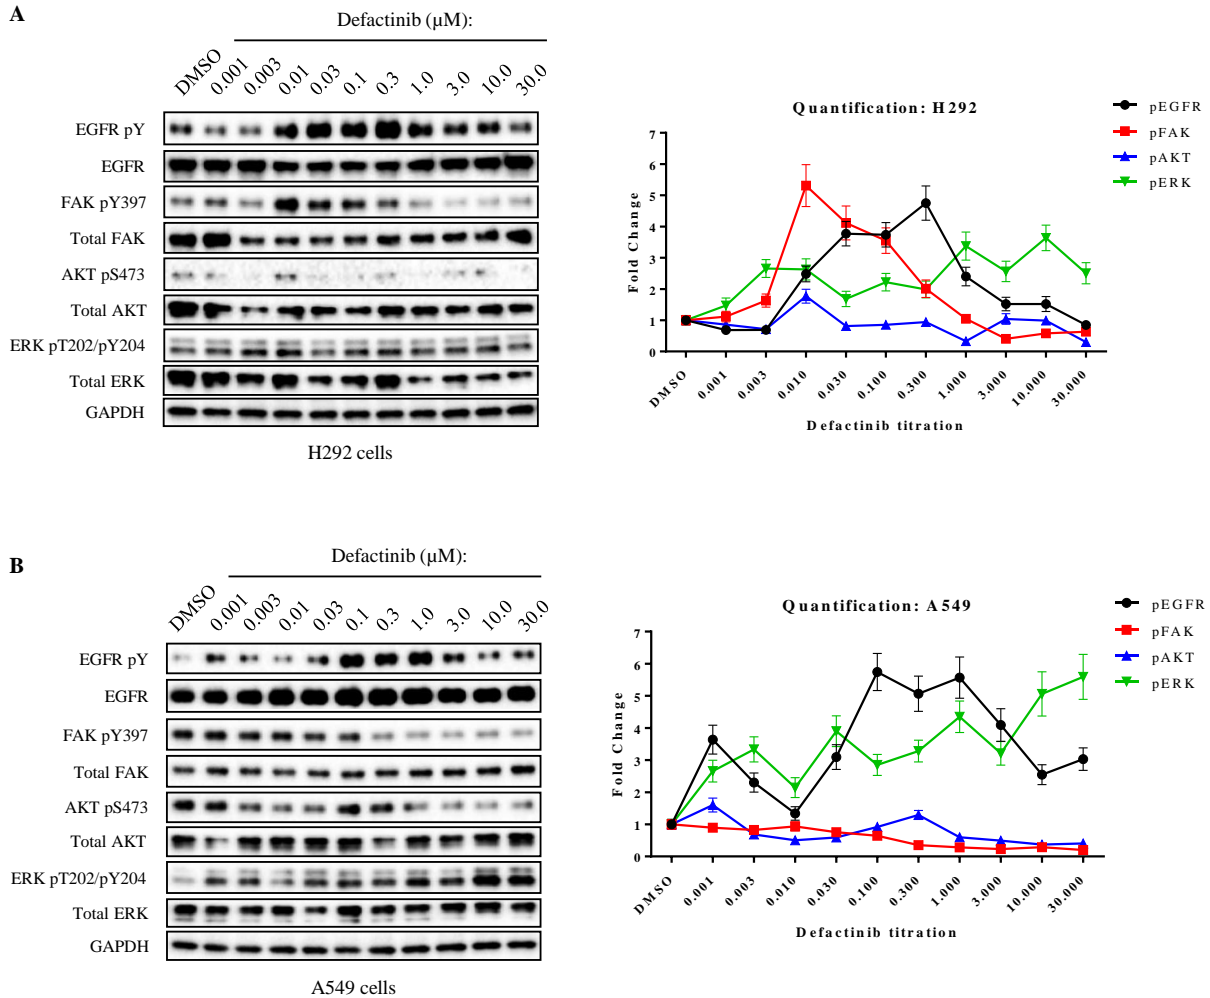 A
Defactinib (µM):
DMSO 0.001 0.003 0.01 0.03 0.1 0.3 1.0 3.0 10.0 30.0
EGFR pY
EGFR
FAK pY397
Total FAK
AKT pS473
Total AKT
ERK pT202/pY204
Total ERK
GAPDH
H292 cells
Quantification: H292
pEGFR
pFAK
pAKT
pERK
Fold Change
7
6
5
4
3
2
1
0
DMSO 0.001 0.003 0.010 0.030 0.100 0.300 1.000 3.000 10.000 30.000
Defactinib titration
B
Defactinib (µM):
DMSO 0.001 0.003 0.01 0.03 0.1 0.3 1.0 3.0 10.0 30.0
EGFR pY
EGFR
FAK pY397
Total FAK
AKT pS473
Total AKT
ERK pT202/pY204
Total ERK
GAPDH
A549 cells
Quantification: A549
pEGFR
pFAK
pAKT
pERK
Fold Change
7
6
5
4
3
2
1
0
DMSO 0.001 0.003 0.010 0.030 0.100 0.300 1.000 3.000 10.000 30.000
Defactinib titration